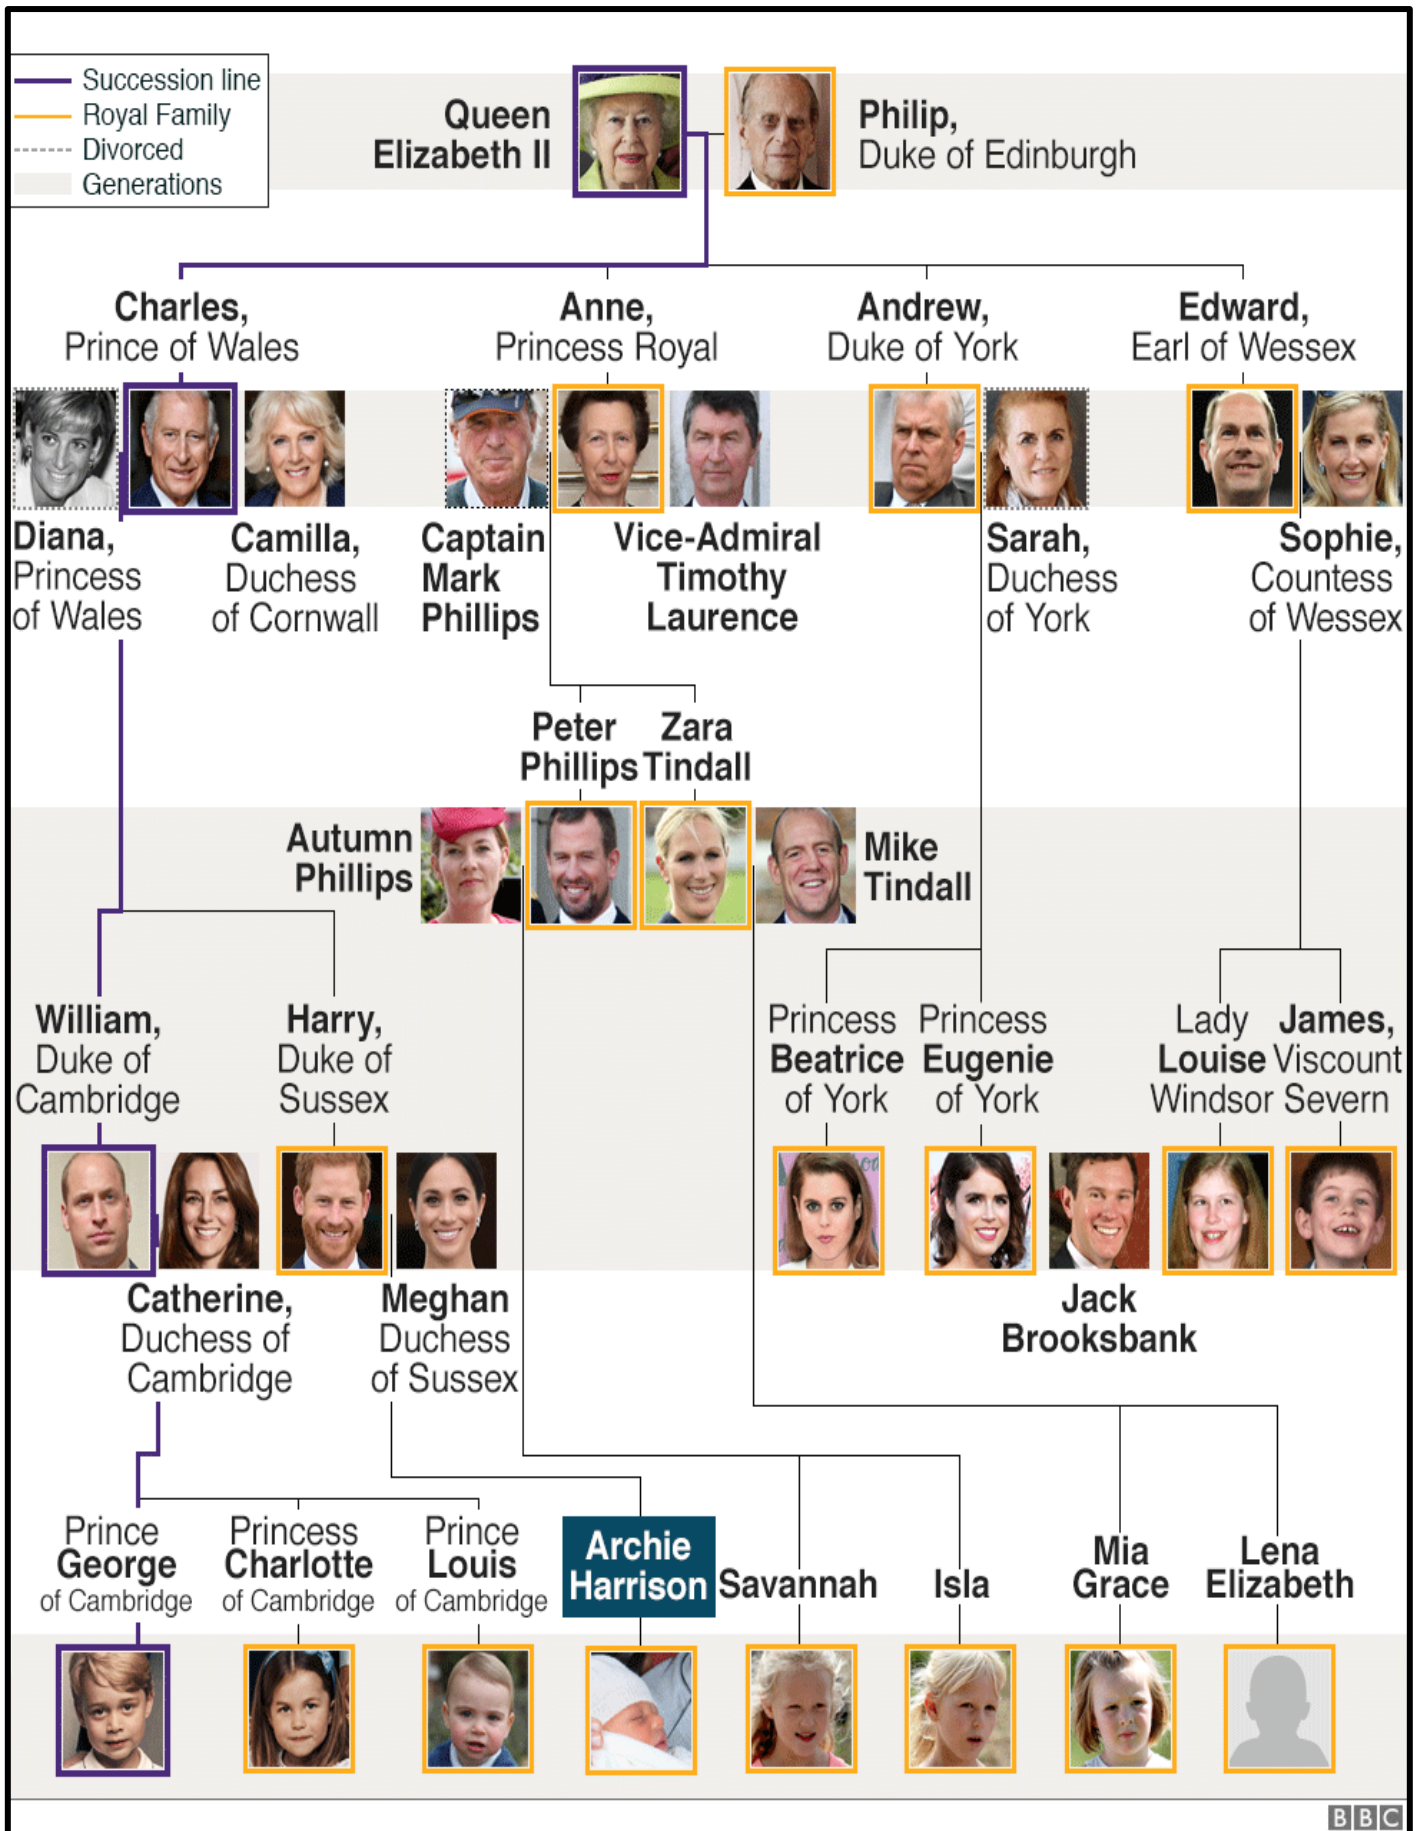 Succession line
Royal Family
Divorced
Generations
Queen
Elizabeth II
Philip,
Duke of Edinburgh
Charles,
Prince of Wales
Anne,
Princess Royal
Andrew,
Duke of York
Edward,
Earl of Wessex
Diana,
Princess
of Wales
Camilla,
Duchess
of Cornwall
Captain
Mark
Phillips
Vice-Admiral
Timothy
Laurence
Sarah,
Duchess
of York
Sophie,
Countess
of Wessex
Peter
Phillips
Zara
Tindall
Autumn
Phillips
Mike
Tindall
William,
Duke of
Cambridge
Harry,
Duke of
Sussex
Princess
Beatrice
of York
Princess
Eugenie
of York
Lady
Louise
Windsor
James,
Viscount
Severn
Catherine,
Duchess of
Cambridge
Meghan
Duchess
of Sussex
Jack
Brooksbank
Prince
George
of Cambridge
Princess
Charlotte
of Cambridge
Prince
Louis
of Cambridge
Archie
Harrison
Savannah
Isla
Mia
Grace
Lena
Elizabeth
BBC